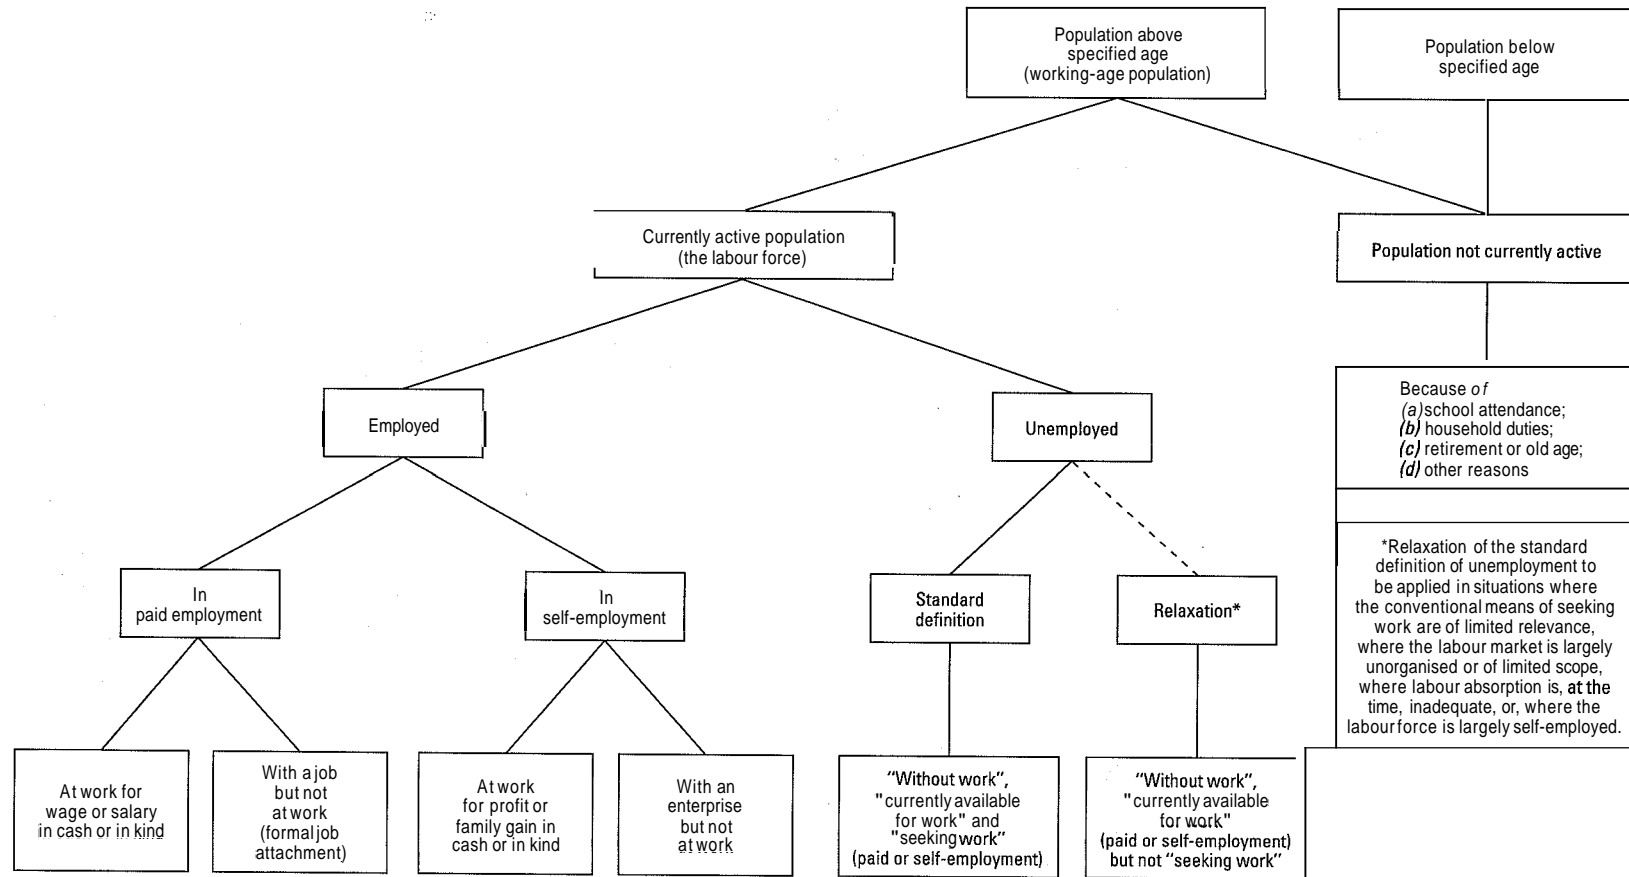 Population above
specified age
(working-age population)
Population below
specified age
Currently active population
(the labour force)
Population not currently active
Employed
Unemployed
Because of
(a) school attendance;
(b) household duties;
(c) retirement or old age;
(d) other reasons
In
paid employment
In
self-employment
Standard
definition
Relaxation*
*Relaxation of the standard
definition of unemployment to
be applied in situations where
the conventional means of seeking
work are of limited relevance,
where the labour market is largely
unorganised or of limited scope,
where labour absorption is, at the
time, inadequate, or, where the
labour force is largely self-employed.
At work for
wage or salary
in cash or in kind
With a job
but not
at work
(formal job
attachment)
At work
for profit or
family gain in
cash or in kind
With an
enterprise
but not
at work
"Without work",
"currently available
for work" and
"seeking work"
(paid or self-employment)
"Without work",
"currently available
for work"
(paid or self-employment)
but not "seeking work"